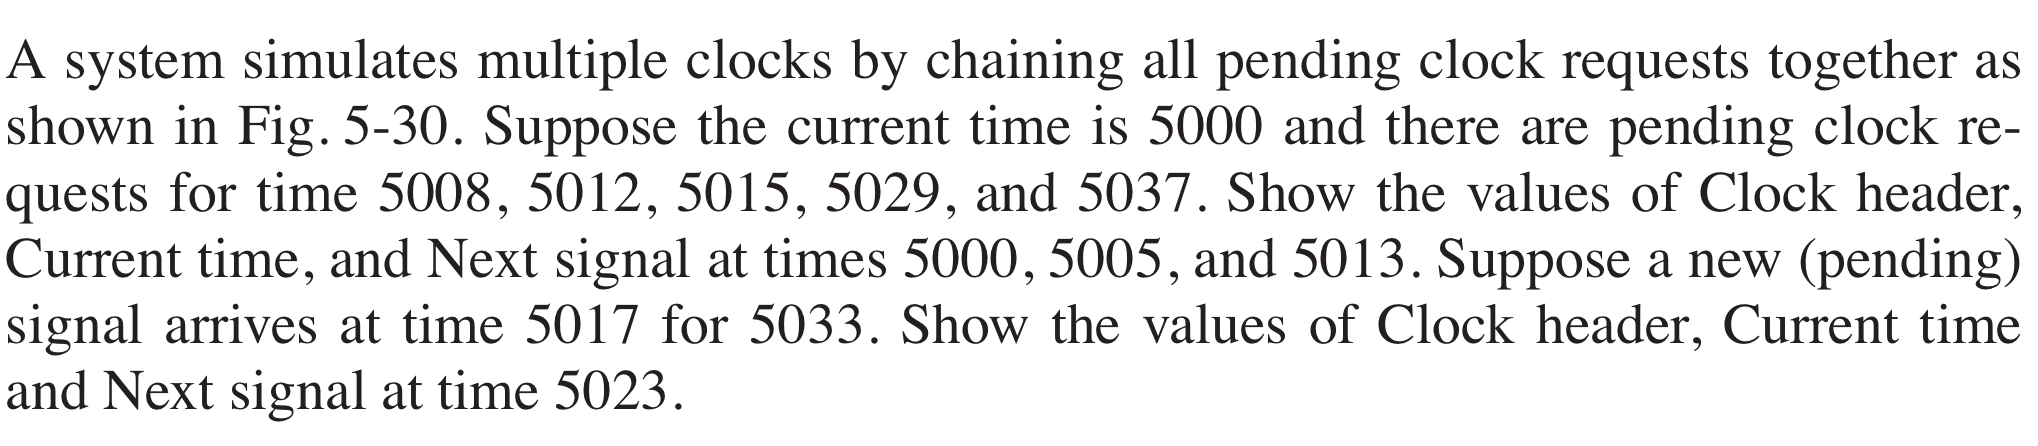 A system simulates multiple clocks by chaining all pending clock requests together as
shown in Fig. 5-30. Suppose the current time is 5000 and there are pending clock re-
quests for time 5008, 5012, 5015, 5029, and 5037. Show the values of Clock header,
Current time, and Next signal at times 5000, 5005, and 5013. Suppose a new (pending)
signal arrives at time 5017 for 5033. Show the values of Clock header, Current time
and Next signal at time 5023.